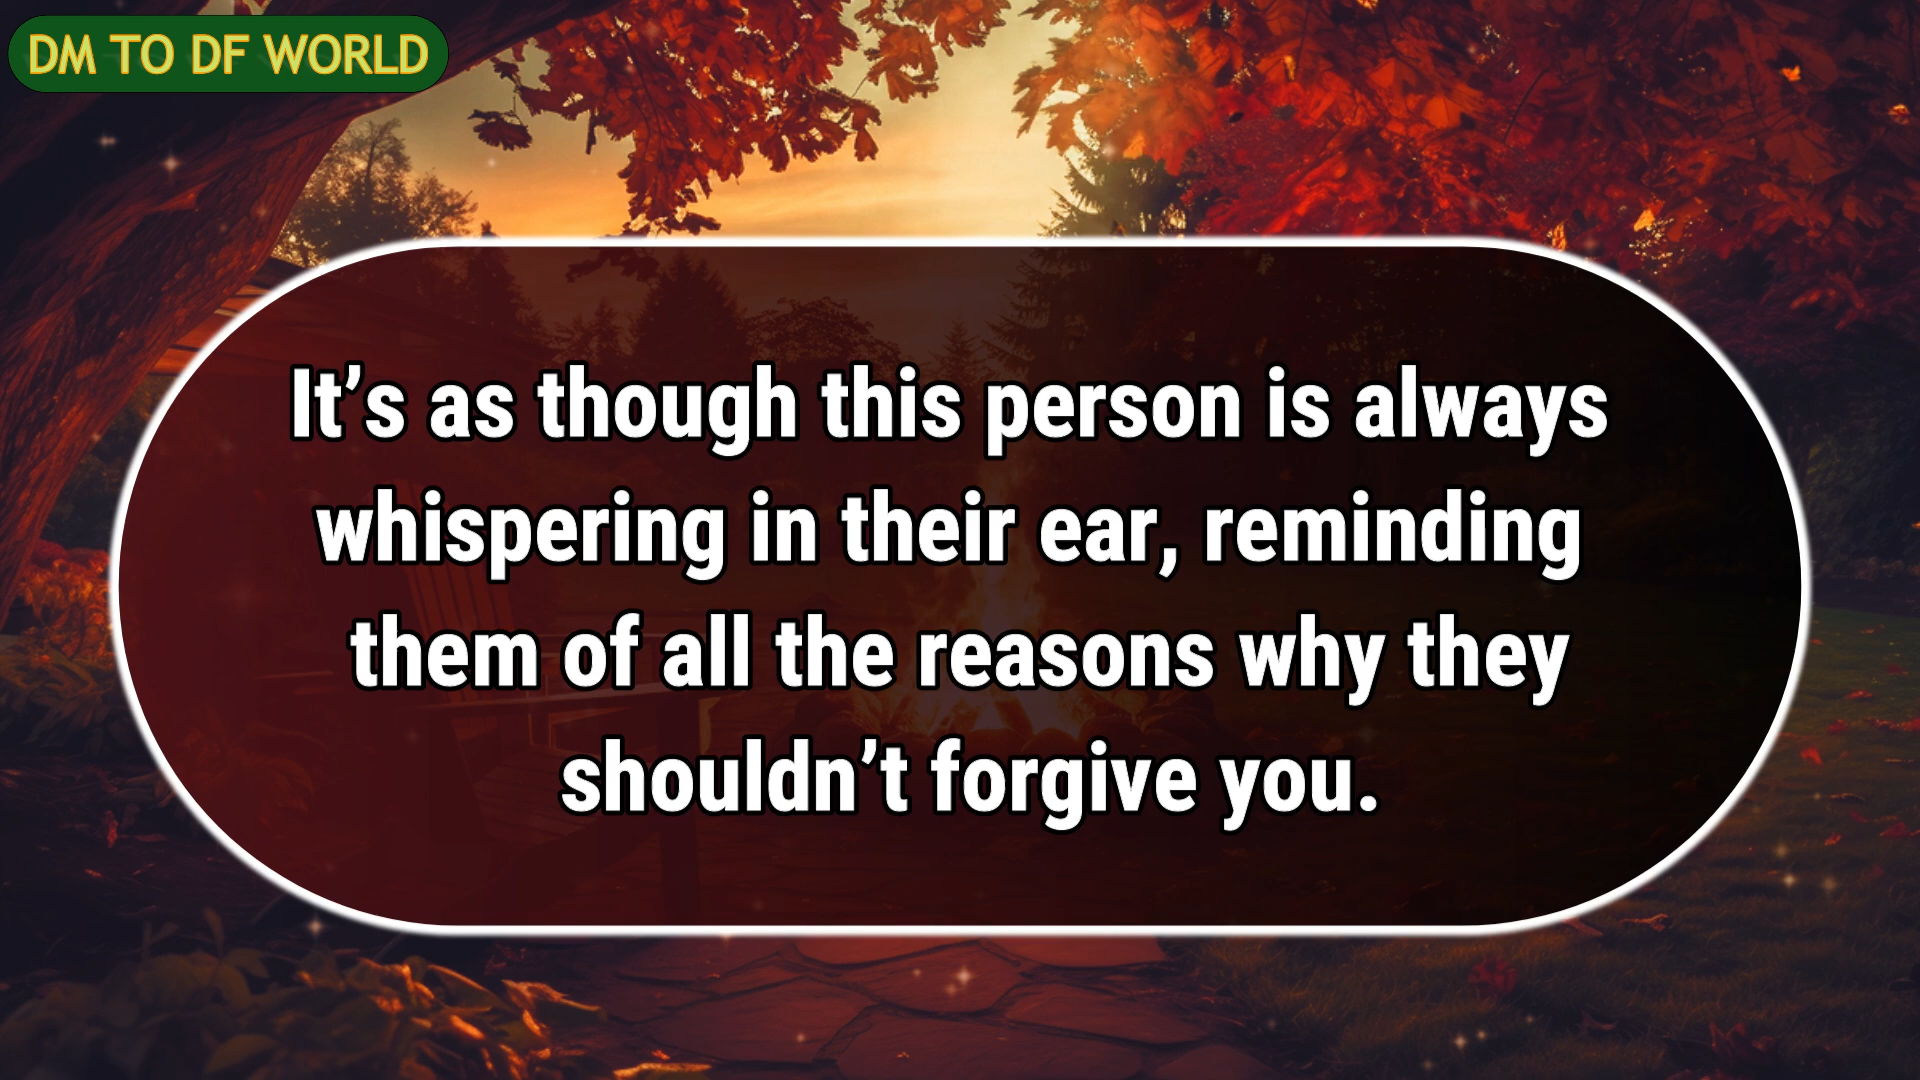 DM TO DF WORLD
It’s as though this person is always
whispering in their ear, reminding
them of all the reasons why they
shouldn’t forgive you.